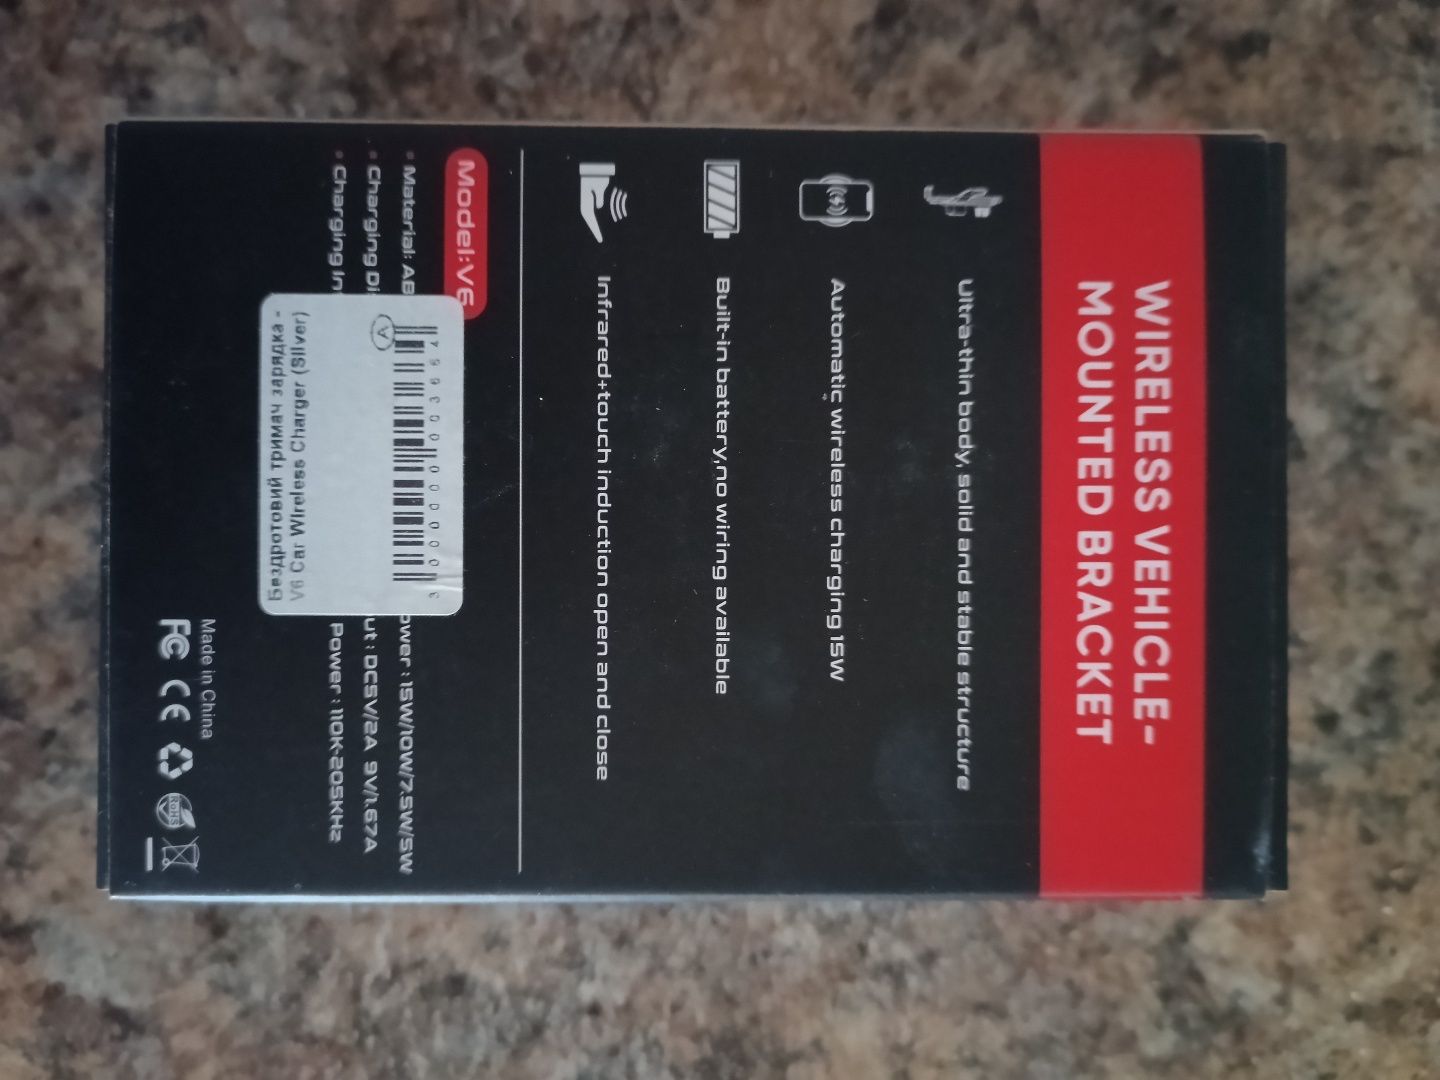 WIRELESS VEHICLE-
MOUNTED BRACKET
Ultra-thin body, solid and stable structure
Automatic wireless charging 15W
Built-in battery,no wiring available
Infrared+touch induction open and close
Model:V6
Material: AB
ower : 15W/10W/7.5W/5W
Charging Di
ut : DC5V/2A 9V/1.67A
Charging In
Power : 110K-205KHz
Бездротовий тримач зарядка -
V6 Car Wireless Charger (Silver)
V
Made in China
FC CE RoHS